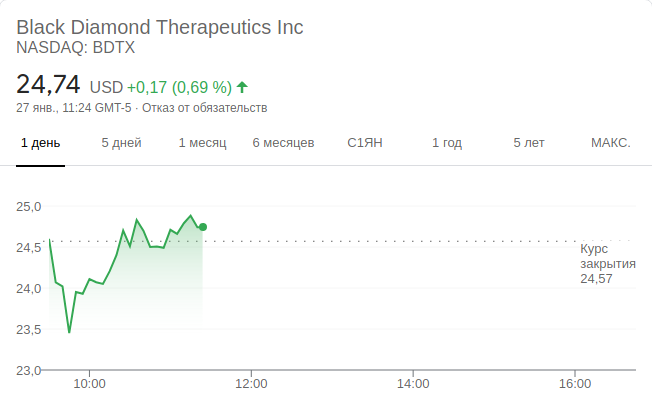 Black Diamond Therapeutics Inc
NASDAQ: BDTX
24,74 USD +0,17 (0,69 %)
27 янв., 11:24 GMT-5 · Отказ от обязательств
1 день 5 дней 1 месяц 6 месяцев С1ЯН 1 год 5 лет МАКС.
25,0
24,5
Курс
закрытия
24,57
24,0
23,5
23,0
10:00 12:00 14:00 16:00